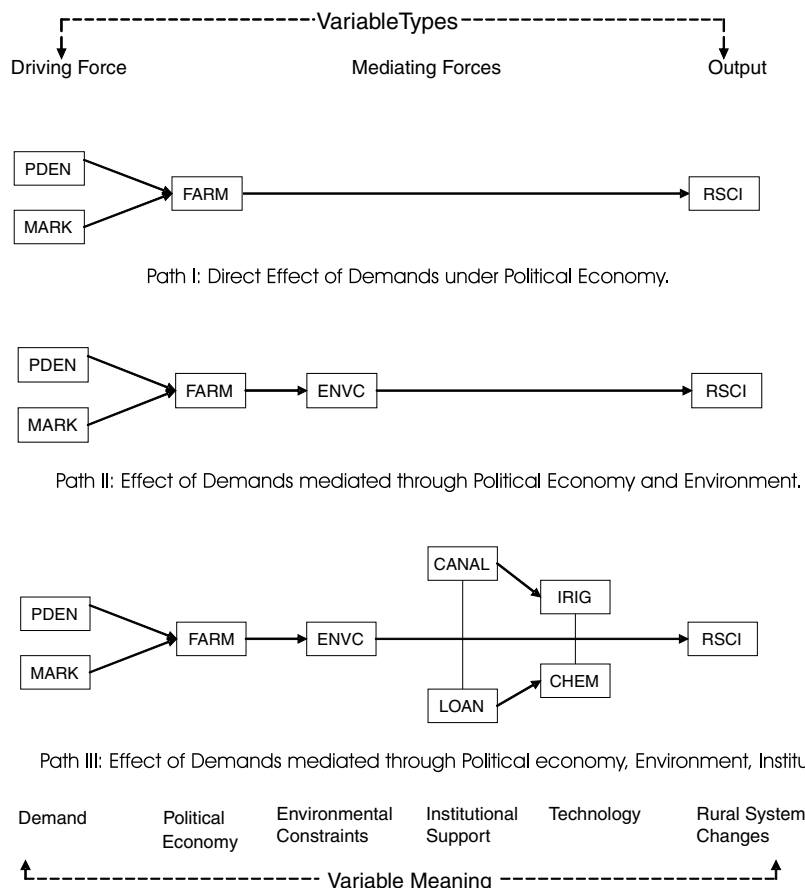 VariableTypes
Driving Force Mediating Forces Output
PDEN
FARM RSCI
MARK
Path I: Direct Effect of Demands under Political Economy.
PDEN
FARM ENVC RSCI
MARK
Path II: Effect of Demands mediated through Political Economy and Environment.
CANAL
IRIG
PDEN
FARM ENVC RSCI
MARK
CHEM
LOAN
Path III: Effect of Demands mediated through Political economy, Environment, Institu
Demand Political Environmental Institutional Technology Rural System
Economy Constraints Support Changes
Variable Meaning